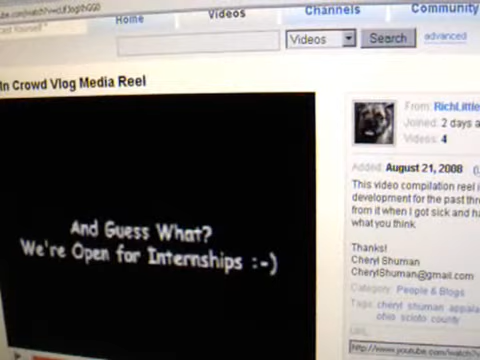 Home Videos Channels Community
Videos Search advanced
In Crowd Vlog Media Reel
And Guess What?
We're Open for Internships :-)
From: RichLittle
Joined: 2 days a
Videos: 4
Added: August 21, 2008
This video compilation reel i
development for the past thr
from it when I got sick and ha
what you think.
Thanks!
Cheryl Shuman
CherylShuman@gmail.com
Category: People & Blogs
Tags: cheryl shuman appala
ohio scioto county
URL:
http://www.youtube.com/watch?v